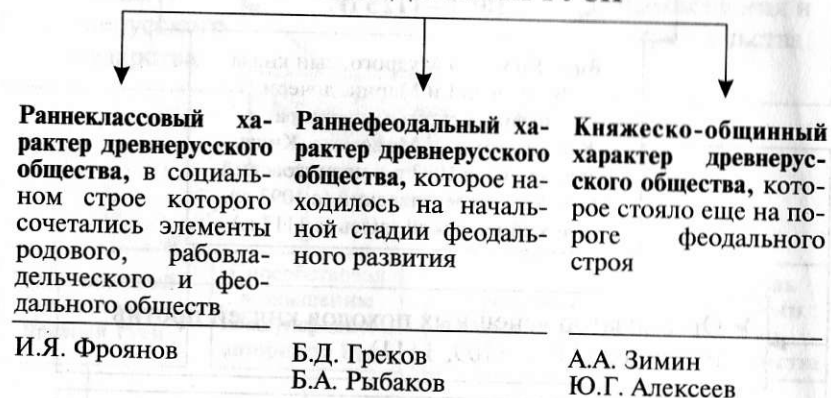 Раннеклассовый ха-
рактер древнерусского
общества, в социаль-
ном строе которого
сочетались элементы
родового, рабовла-
дельческого и фео-
дального обществ
И.Я. Фроянов
Раннефеодальный ха-
рактер древнерусского
общества, которое на-
ходилось на началь-
ной стадии феодаль-
ного развития
Б.Д. Греков
Б.А. Рыбаков
Княжеско-общинный
характер древнерус-
ского общества, кото-
рое стояло еще на по-
роге феодального
строя
А.А. Зимин
Ю.Г. Алексеев